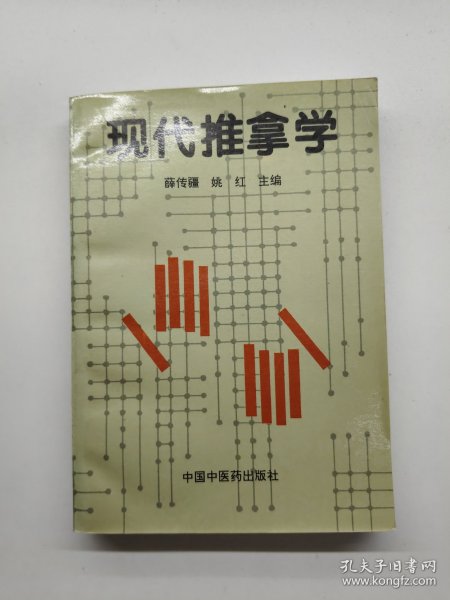 现代推拿学
薛传疆 姚红 主编
中国中医药出版社
孔夫子旧书网
www.kongfz.com